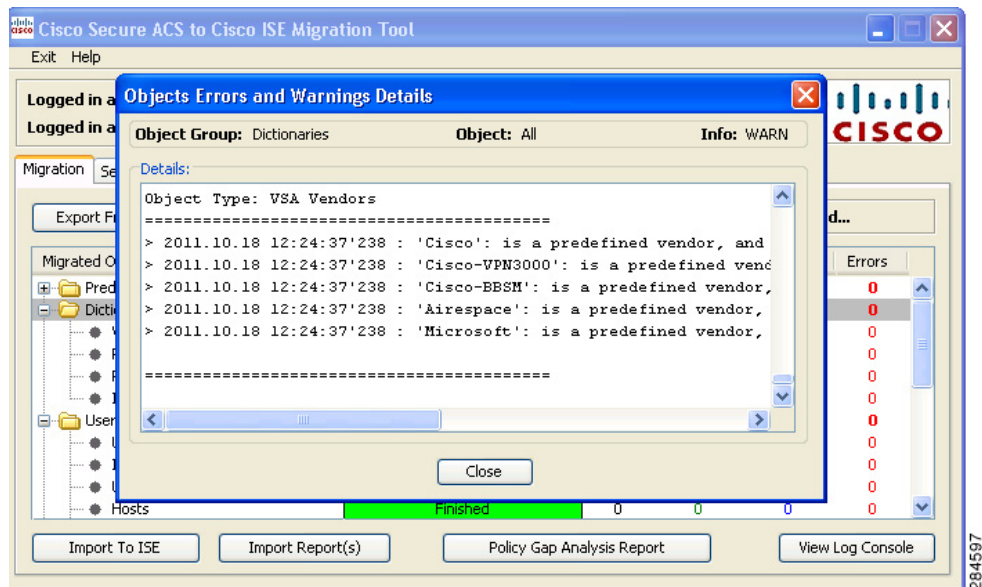 Cisco Secure ACS to Cisco ISE Migration Tool
Exit Help
Logged in a
Logged in a
CISCO
Objects Errors and Warnings Details
Object Group: Dictionaries Object: All Info: WARN
Migration Se
Details:
Export Fr
d...
Object Type: VSA Vendors
==========================================
> 2011.10.18 12:24:37'238 : 'Cisco': is a predefined vendor, and
> 2011.10.18 12:24:37'238 : 'Cisco-VPN3000': is a predefined vend
> 2011.10.18 12:24:37'238 : 'Cisco-BBSM': is a predefined vendor,
> 2011.10.18 12:24:37'238 : 'Airespace': is a predefined vendor,
> 2011.10.18 12:24:37'238 : 'Microsoft': is a predefined vendor,
==========================================
Close
Migrated O Errors
Pred 0
Dicti 0
0
0
0
0
User 0
0
0
0
Hosts Finished 0 0 0 0
Import To ISE Import Report(s) Policy Gap Analysis Report View Log Console
284597